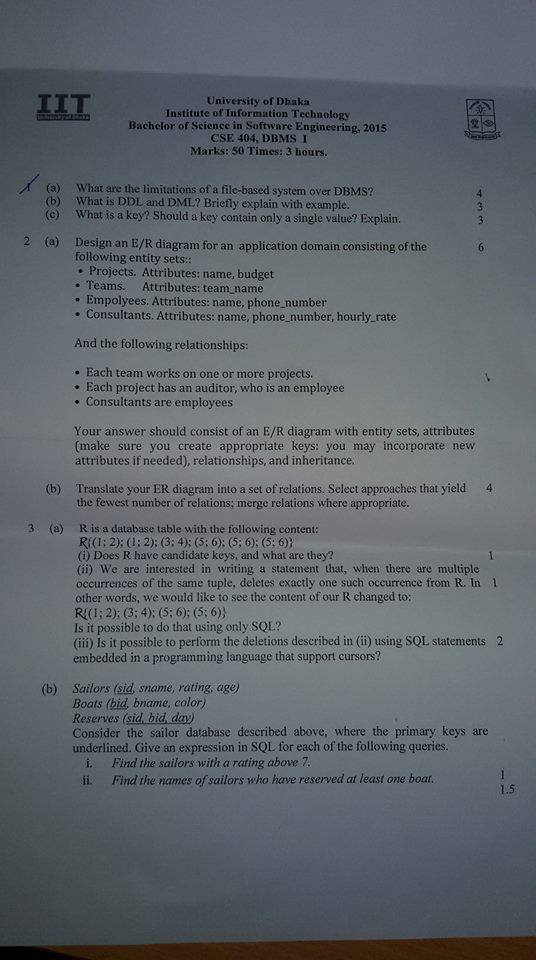 IIT
University of Dhaka
University of Dhaka
Institute of Information Technology
Bachelor of Science in Software Engineering, 2015
CSE 404, DBMS I
Marks: 50 Times: 3 hours.
1 (a) What are the limitations of a file-based system over DBMS? 4
(b) What is DDL and DML? Briefly explain with example. 3
(c) What is a key? Should a key contain only a single value? Explain. 3
2 (a) Design an E/R diagram for an application domain consisting of the 6
following entity sets::
• Projects. Attributes: name, budget
• Teams. Attributes: team_name
• Empolyees. Attributes: name, phone_number
• Consultants. Attributes: name, phone_number, hourly_rate
And the following relationships:
• Each team works on one or more projects.
• Each project has an auditor, who is an employee
• Consultants are employees
Your answer should consist of an E/R diagram with entity sets, attributes
(make sure you create appropriate keys: you may incorporate new
attributes if needed), relationships, and inheritance.
(b) Translate your ER diagram into a set of relations. Select approaches that yield 4
the fewest number of relations; merge relations where appropriate.
3 (a) R is a database table with the following content:
R{(1; 2); (1; 2); (3; 4); (5; 6); (5; 6); (5; 6)}
(i) Does R have candidate keys, and what are they? 1
(ii) We are interested in writing a statement that, when there are multiple
occurrences of the same tuple, deletes exactly one such occurrence from R. In 1
other words, we would like to see the content of our R changed to:
R{(1; 2); (3; 4); (5; 6); (5; 6)}
Is it possible to do that using only SQL?
(iii) Is it possible to perform the deletions described in (ii) using SQL statements 2
embedded in a programming language that support cursors?
(b) Sailors (sid, sname, rating, age)
Boats (bid, bname, color)
Reserves (sid, bid, day)
Consider the sailor database described above, where the primary keys are
underlined. Give an expression in SQL for each of the following queries.
i. Find the sailors with a rating above 7. 1
ii. Find the names of sailors who have reserved at least one boat. 1.5